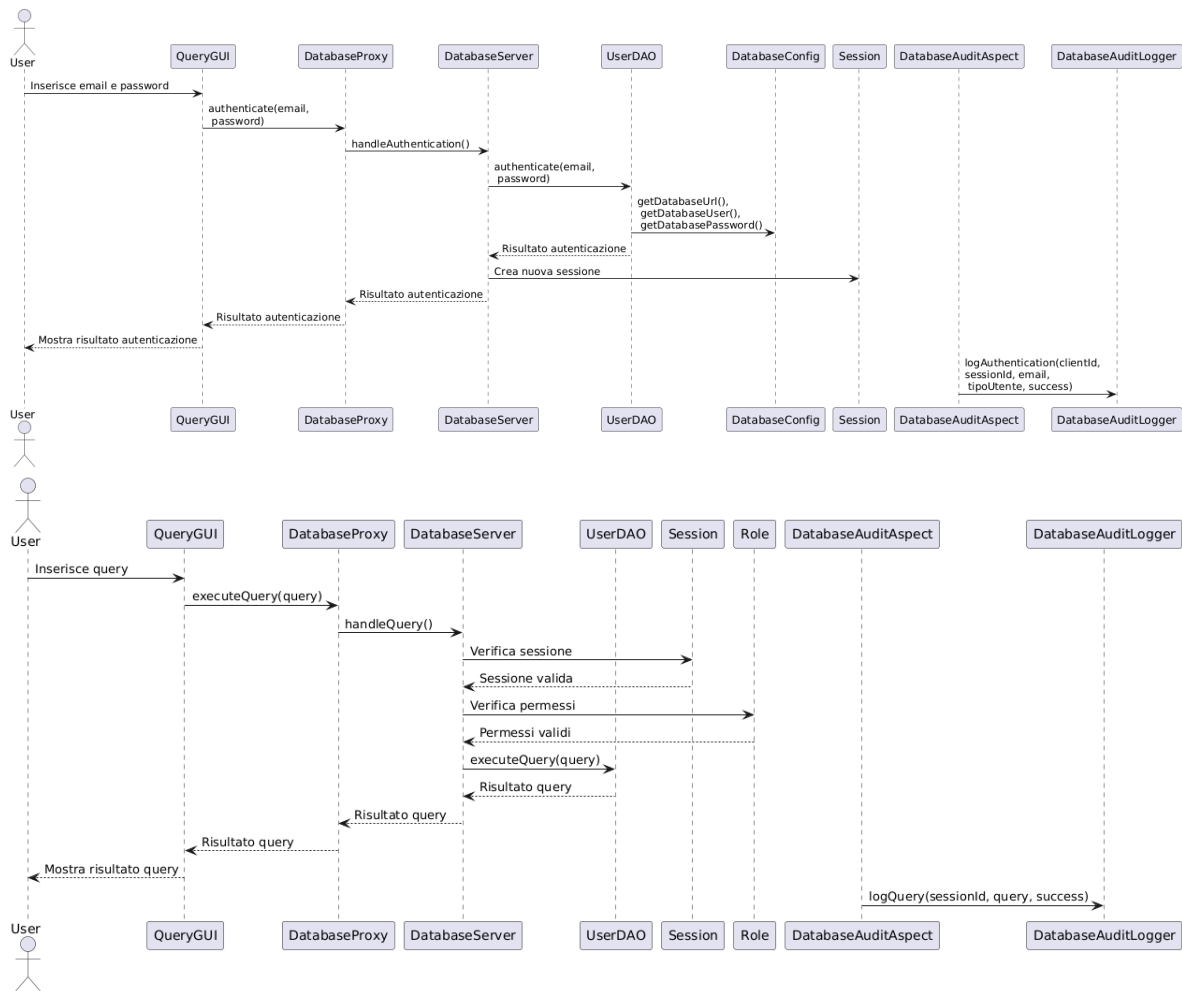 User
QueryGUI
DatabaseProxy
DatabaseServer
UserDAO
DatabaseConfig
Session
DatabaseAuditAspect
DatabaseAuditLogger
Inserisce email e password
authenticate(email,
password)
handleAuthentication()
authenticate(email,
password)
getDatabaseUrl(),
getDatabaseUser(),
getDatabasePassword()
Risultato autenticazione
Crea nuova sessione
Risultato autenticazione
Risultato autenticazione
Mostra risultato autenticazione
logAuthentication(clientId,
sessionId, email,
tipoUtente, success)
User
QueryGUI
DatabaseProxy
DatabaseServer
UserDAO
DatabaseConfig
Session
DatabaseAuditAspect
DatabaseAuditLogger
User
QueryGUI
DatabaseProxy
DatabaseServer
UserDAO
Session
Role
DatabaseAuditAspect
DatabaseAuditLogger
Inserisce query
executeQuery(query)
handleQuery()
Verifica sessione
Sessione valida
Verifica permessi
Permessi validi
executeQuery(query)
Risultato query
Risultato query
Risultato query
Mostra risultato query
logQuery(sessionId, query, success)
User
QueryGUI
DatabaseProxy
DatabaseServer
UserDAO
Session
Role
DatabaseAuditAspect
DatabaseAuditLogger